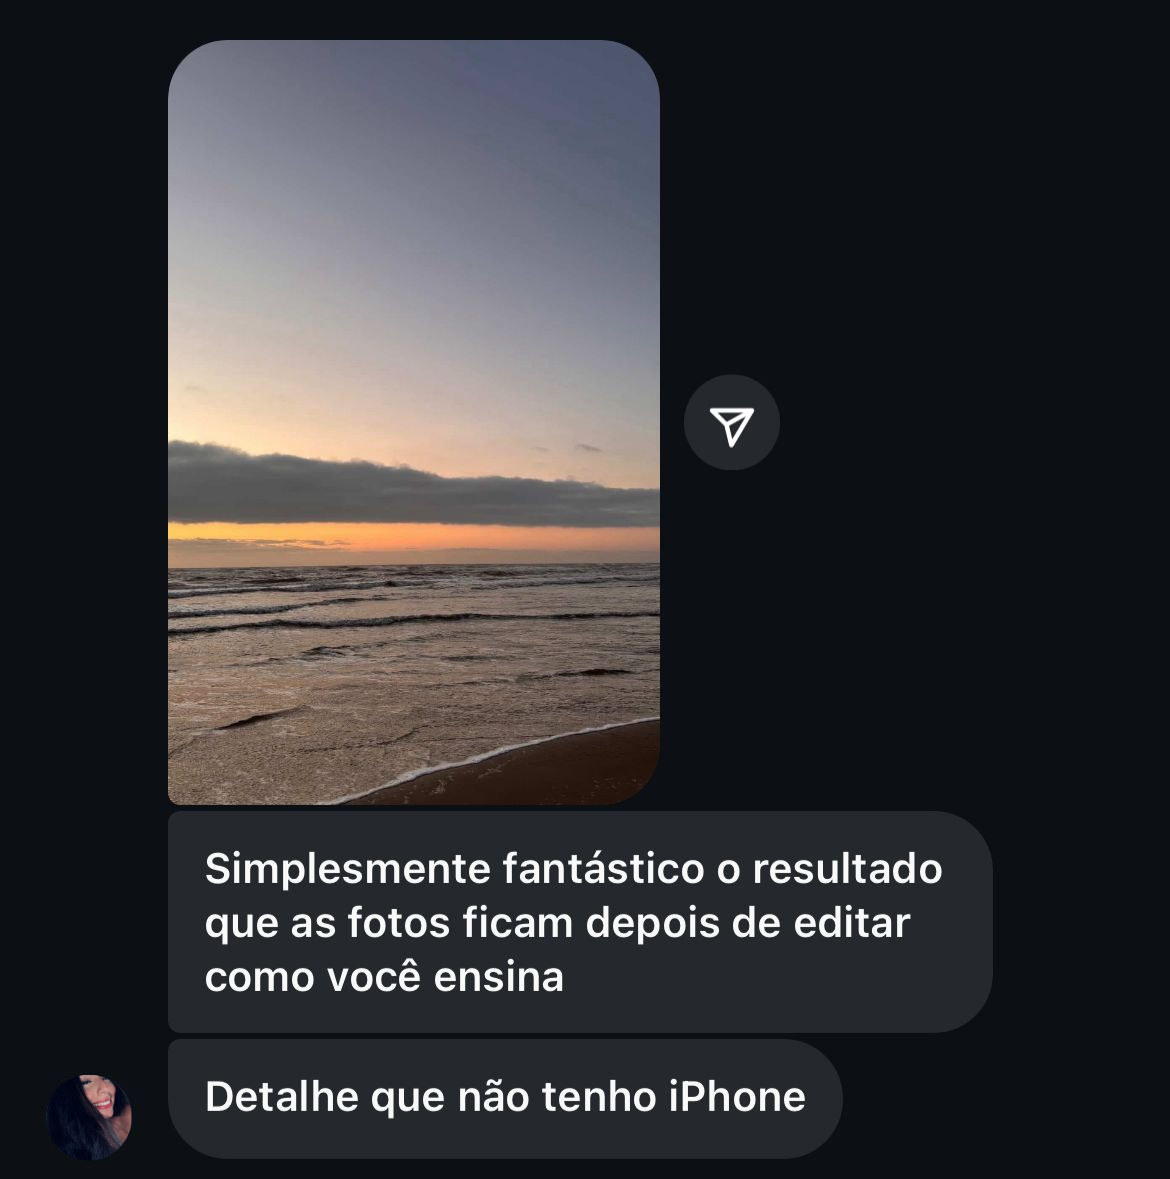 Simplesmente fantástico o resultado
que as fotos ficam depois de editar
como você ensina
Detalhe que não tenho iPhone